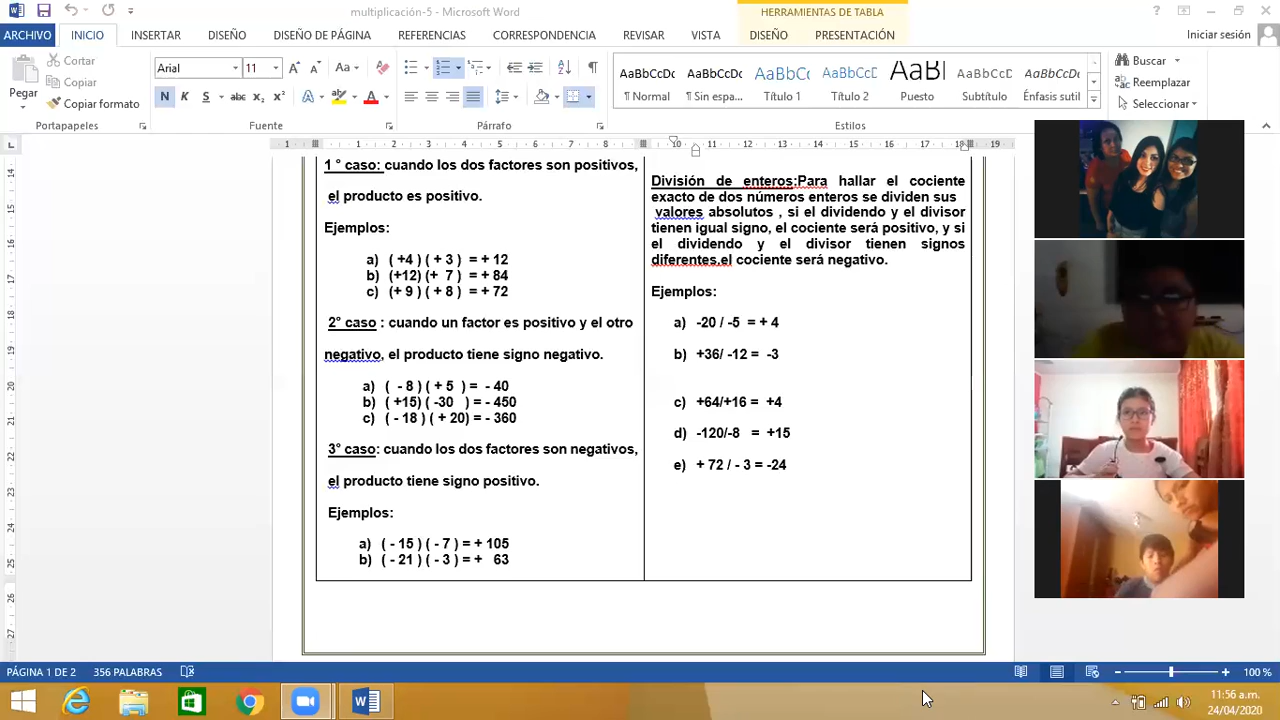 multiplicación-5 - Microsoft Word
HERRAMIENTAS DE TABLA
ARCHIVO INICIO INSERTAR DISEÑO DISEÑO DE PÁGINA REFERENCIAS CORRESPONDENCIA REVISAR VISTA DISEÑO PRESENTACIÓN Iniciar sesión
Pegar
Cortar
Copiar
Copiar formato
Portapapeles
Arial 11
N K S abc x₂ x²
Fuente
Párrafo
AaBbCcDc AaBbCcDc AaBbCc AaBbCcD AaBl AaBbCcD AaBbCcDc
¶ Normal ¶ Sin espa... Título 1 Título 2 Puesto Subtítulo Énfasis sutil
Estilos
Buscar
Reemplazar
Seleccionar
1 ° caso: cuando los dos factores son positivos,
el producto es positivo.
Ejemplos:
a) ( +4) ( + 3 ) = + 12
b) (+12) (+ 7 ) = + 84
c) (+ 9 ) ( + 8 ) = + 72
2° caso : cuando un factor es positivo y el otro
negativo, el producto tiene signo negativo.
a) ( - 8 ) ( + 5 ) = - 40
b) ( +15) ( -30 ) = - 450
c) ( - 18 ) ( + 20) = - 360
3° caso: cuando los dos factores son negativos,
el producto tiene signo positivo.
Ejemplos:
a) ( - 15 ) ( - 7 ) = + 105
b) ( - 21 ) ( - 3 ) = + 63
División de enteros:Para hallar el cociente
exacto de dos números enteros se dividen sus
valores absolutos , si el dividendo y el divisor
tienen igual signo, el cociente será positivo, y si
el dividendo y el divisor tienen signos
diferentes,el cociente será negativo.
Ejemplos:
a) -20 / -5 = + 4
b) +36/ -12 = -3
c) +64/+16 = +4
d) -120/-8 = +15
e) + 72 / - 3 = -24
PÁGINA 1 DE 2 356 PALABRAS 100 %
11:56 a.m.
24/04/2020